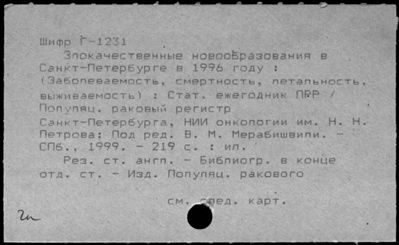 Шифр Г-1231
Злокачественные новообразования в
Санкт-Петербурге в 1996 году :
(Заболеваемость, смертность, летальность,
выживаемость) : Стат. ежегодник ПРР /
Популяц. раковый регистр
Санкт-Петербурга, НИИ онкологии им. Н. Н.
Петрова; Под ред. В. М. Мерабишвили. -
СПб., 1999. - 219 с. : ил.
Рез. ст. англ. - Библиогр. в конце
отд. ст. - Изд. Популяц. ракового
см. след. карт.
2п